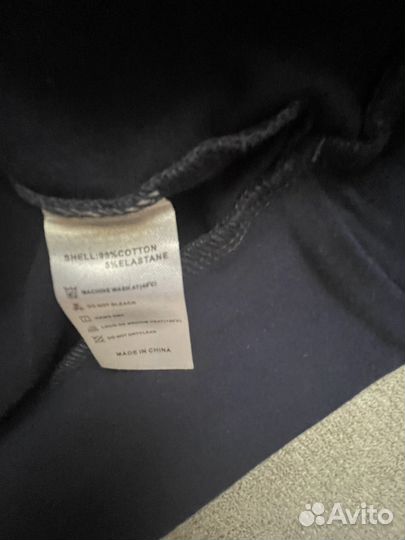 SHELL:95%COTTON
5%ELASTANE
MACHINE WASH AT(40°C)
DO NOT BLEACH
HANG DRY
DO NOT DRYCLEAN
MADE IN CHINA
Avito